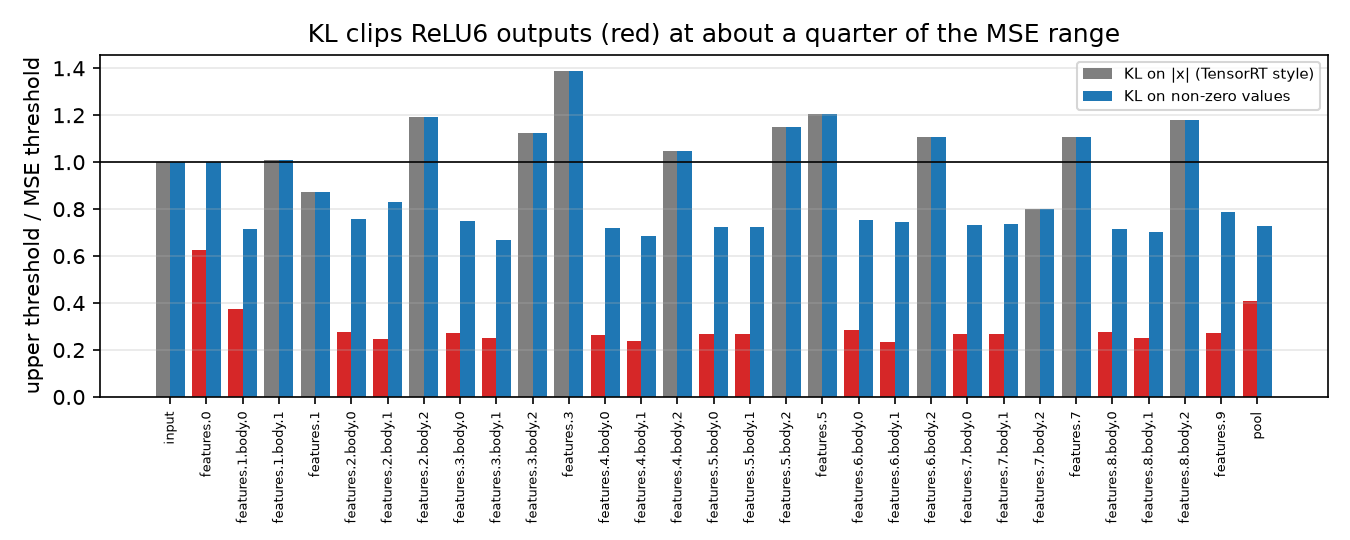 KL clips ReLU6 outputs (red) at about a quarter of the MSE range
upper threshold / MSE threshold
1.4
1.2
1.0
0.8
0.6
0.4
0.2
0.0
KL on |x| (TensorRT style)
KL on non-zero values
input
features.0
features.1.body.0
features.1.body.1
features.1
features.2.body.0
features.2.body.1
features.2.body.2
features.3.body.0
features.3.body.1
features.3.body.2
features.3
features.4.body.0
features.4.body.1
features.4.body.2
features.5.body.0
features.5.body.1
features.5.body.2
features.5
features.6.body.0
features.6.body.1
features.6.body.2
features.7.body.0
features.7.body.1
features.7.body.2
features.7
features.8.body.0
features.8.body.1
features.8.body.2
features.9
pool